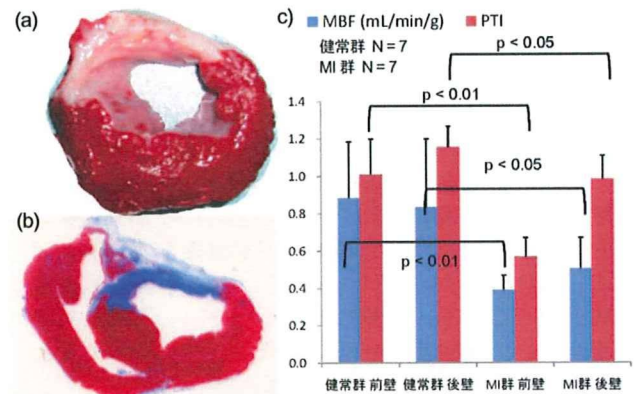 (a)
(b)
c)
MBF (mL/min/g) PTI
健常群 N=7
MI 群 N=7
p < 0.05
p < 0.01
p < 0.05
p < 0.01
1.4
1.2
1.0
0.8
0.6
0.4
0.2
0.0
健常群 前壁 健常群 後壁 MI群 前壁 MI群 後壁